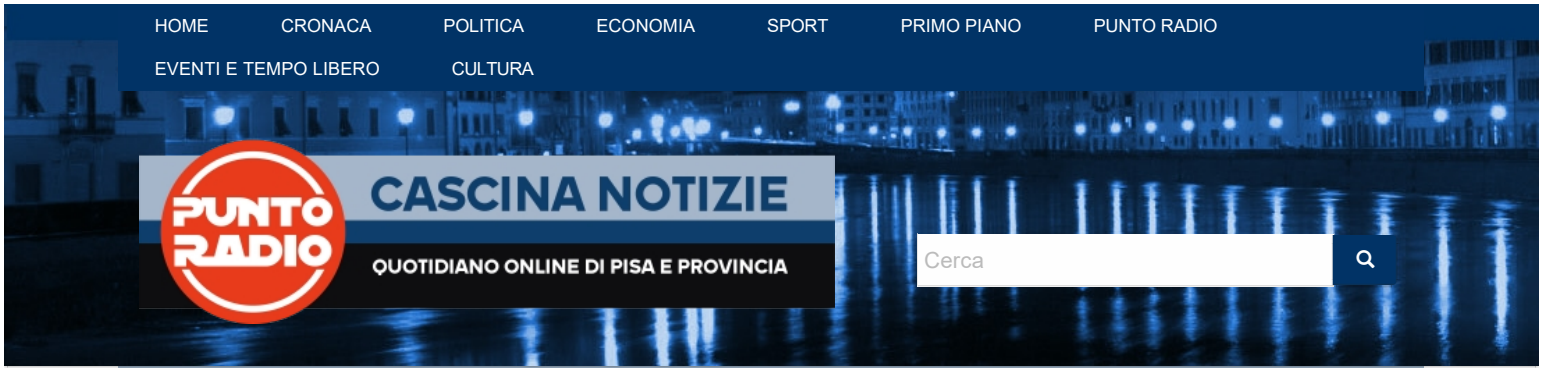 HOME CRONACA POLITICA ECONOMIA SPORT PRIMO PIANO PUNTO RADIO
EVENTI E TEMPO LIBERO CULTURA
PUNTO
RADIO
CASCINA NOTIZIE
QUOTIDIANO ONLINE DI PISA E PROVINCIA
Cerca